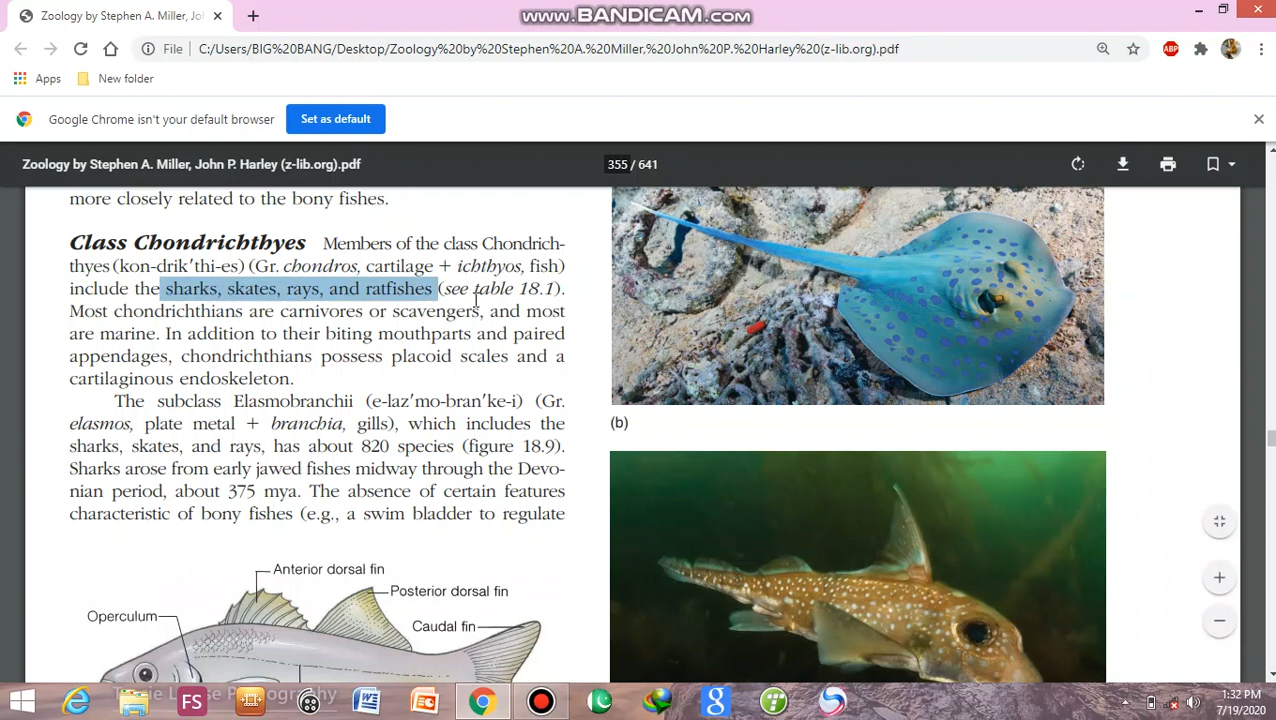 Zoology by Stephen A. Miller, Jo
www.BANDICAM.com
File C:/Users/BIG%20BANG/Desktop/Zoology%20by%20Stephen%20A.%20Miller,%20John%20P.%20Harley%20(z-lib.org).pdf
ABP
Apps New folder
Google Chrome isn't your default browser Set as default
Zoology by Stephen A. Miller, John P. Harley (z-lib.org).pdf 355 / 641
more closely related to the bony fishes.
Class Chondrichthyes Members of the class Chondrich-
thyes (kon-drik′thi-es) (Gr. chondros, cartilage + ichthyos, fish)
include the sharks, skates, rays, and ratfishes (see table 18.1).
Most chondrichthians are carnivores or scavengers, and most
are marine. In addition to their biting mouthparts and paired
appendages, chondrichthians possess placoid scales and a
cartilaginous endoskeleton.
The subclass Elasmobranchii (e-laz′mo-bran′ke-i) (Gr.
elasmos, plate metal + branchia, gills), which includes the
sharks, skates, and rays, has about 820 species (figure 18.9).
Sharks arose from early jawed fishes midway through the Devo-
nian period, about 375 mya. The absence of certain features
characteristic of bony fishes (e.g., a swim bladder to regulate
(b)
Anterior dorsal fin
Posterior dorsal fin
Operculum
Caudal fin
FS
1:32 PM
7/19/2020